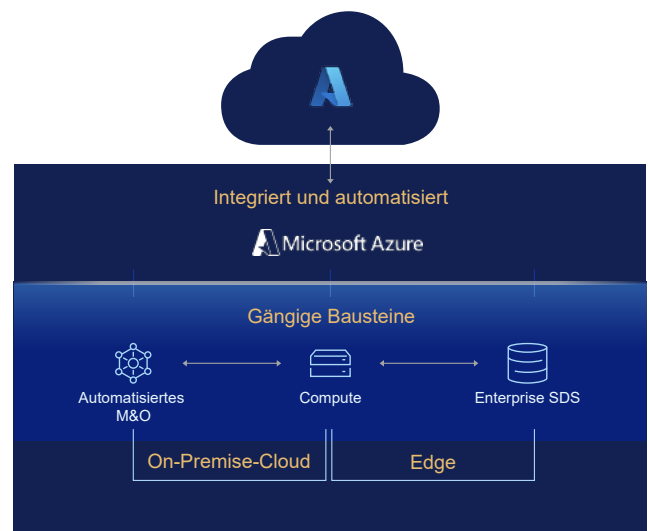 Integriert und automatisiert
Microsoft Azure
Gängige Bausteine
Automatisiertes
M&O
Compute
Enterprise SDS
On-Premise-Cloud
Edge